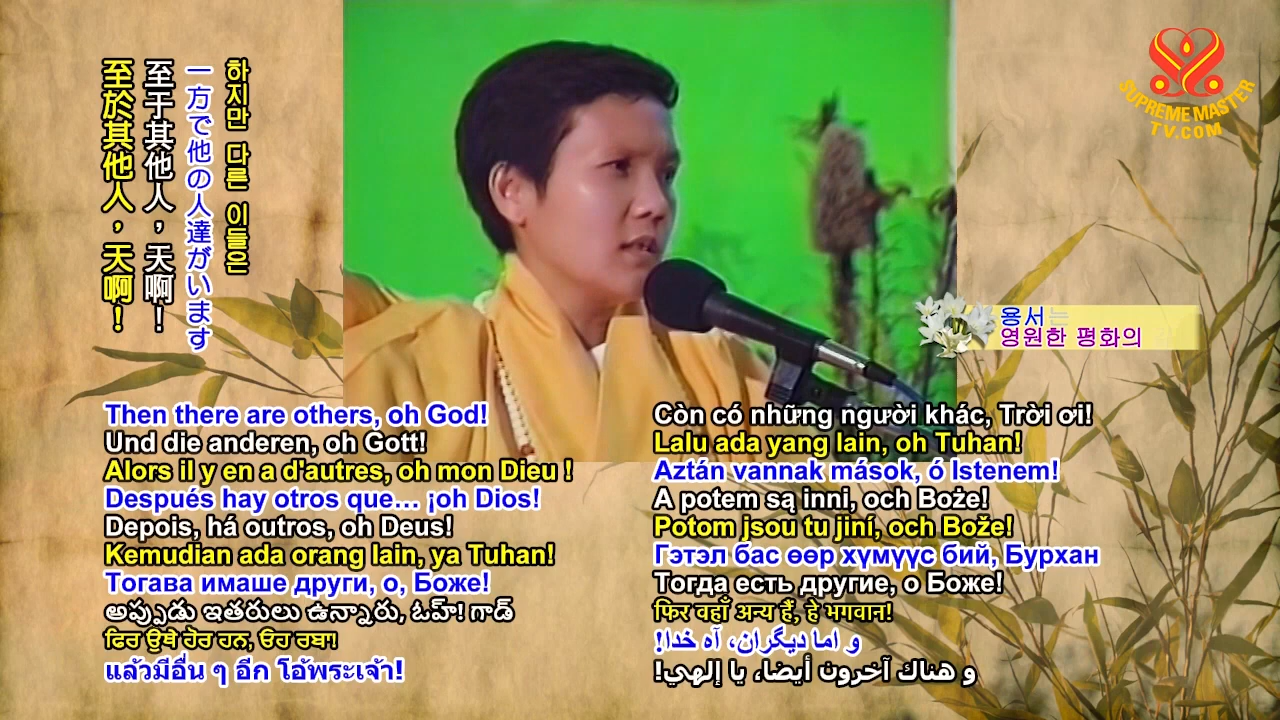 하지만 다른 이들은
一方で他の人達がいます
至于其他人，天啊！
至於其他人，天啊！
SUPREME MASTER
TV.COM
용서는
영원한 평화의
Then there are others, oh God!
Und die anderen, oh Gott!
Alors il y en a d'autres, oh mon Dieu !
Después hay otros que… ¡oh Dios!
Depois, há outros, oh Deus!
Kemudian ada orang lain, ya Tuhan!
Тогава имаше други, о, Боже!
అప్పుడు ఇతరులు ఉన్నారు, ఓహ్! గాడ్
ਫਿਰ ਉਥੇ ਹੋਰ ਹਨ, ਓਹ ਰਬਾ!
แล้วมีอื่น ๆ อีก โอ้พระเจ้า!
Còn có những người khác, Trời ơi!
Lalu ada yang lain, oh Tuhan!
Aztán vannak mások, ó Istenem!
A potem są inni, och Boże!
Potom jsou tu jiní, och Bože!
Гэтэл бас өөр хүмүүс бий, Бурхан
Тогда есть другие, о Боже!
फिर वहाँ अन्य हैं, हे भगवान!
و اما دیگران، آه خدا!
و هناك آخرون أيضا، يا إلهي!